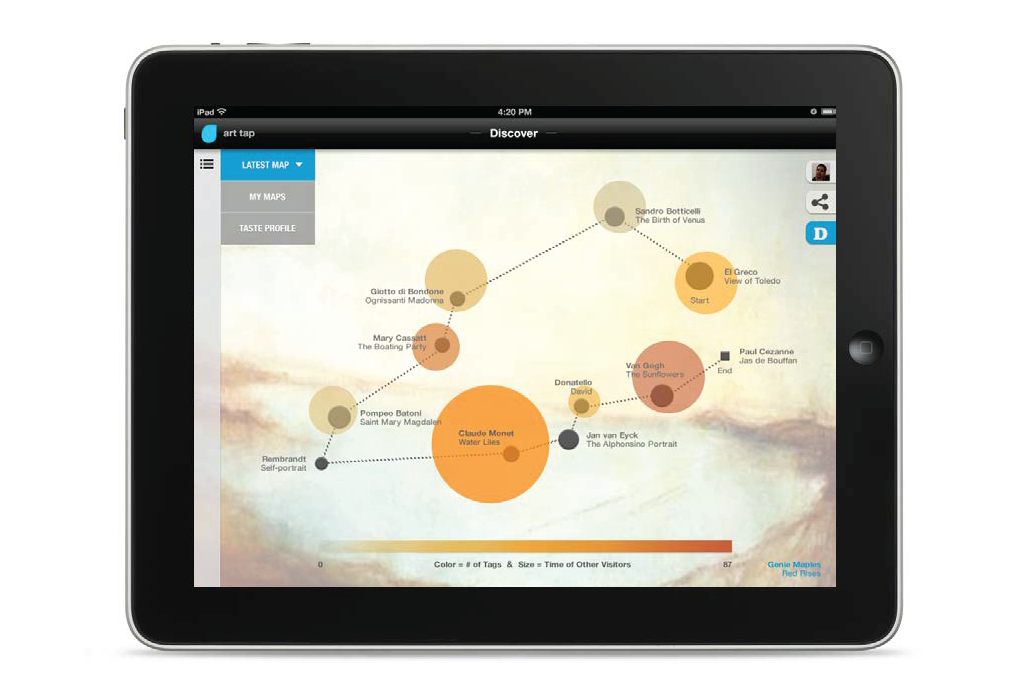 iPad 4:20 PM
art tap Discover
LATEST MAP
MY MAPS
TASTE PROFILE
Sandro Botticelli
The Birth of Venus
D
El Greco
View of Toledo
Start
Giotto di Bondone
Ognissanti Madonna
Mary Cassatt
The Boating Party
Paul Cezanne
Jas de Bouffan
End
Van Gogh
The Sunflowers
Donatello
David
Pompeo Batoni
Saint Mary Magdalen
Claude Monet
Water Liles
Jan van Eyck
The Alphonsino Portrait
Rembrandt
Self-portrait
0 Color = # of Tags & Size = Time of Other Visitors 87
Genie Maples
Red Rises